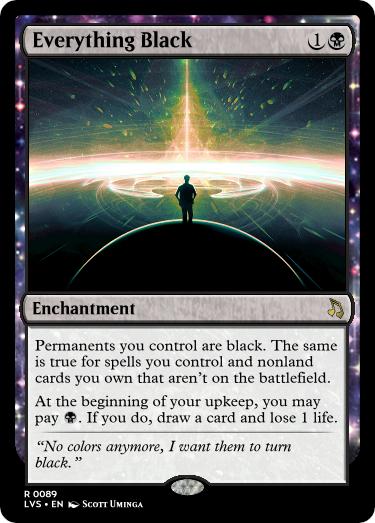 Everything Black 1
Enchantment
Permanents you control are black. The same
is true for spells you control and nonland
cards you own that aren't on the battlefield.
At the beginning of your upkeep, you may
pay . If you do, draw a card and lose 1 life.
“No colors anymore, I want them to turn
black.”
R 0089
LVS • EN Scott Uminga